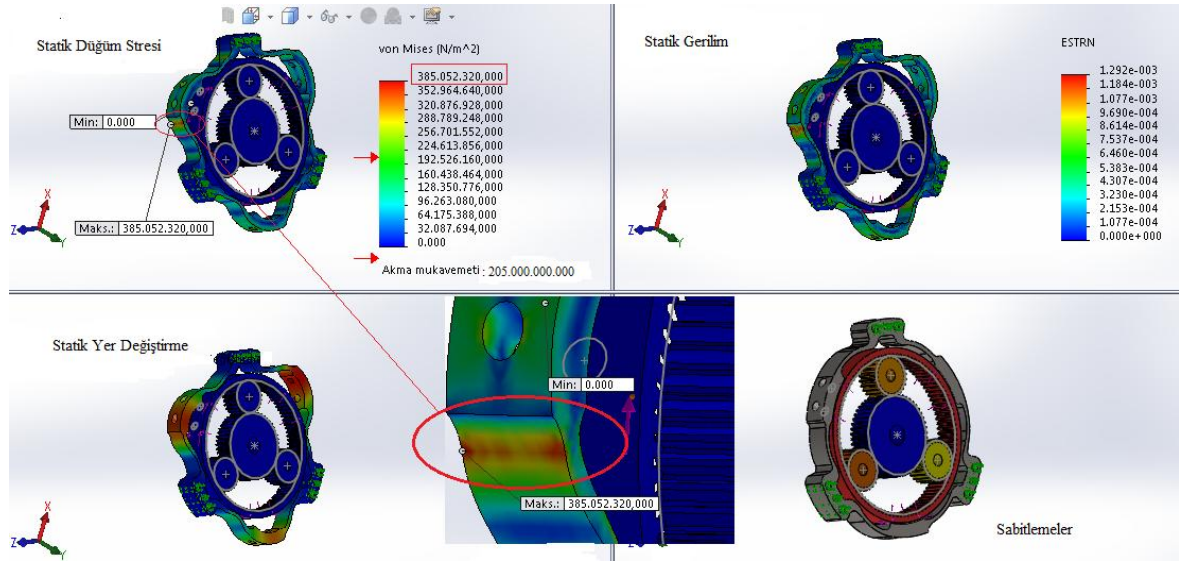 Statik Düğüm Stresi
von Mises (N/m^2)
385.052.320,000
352.964.640,000
320.876.928,000
288.789.248,000
256.701.552,000
224.613.856,000
192.526.160,000
160.438.464,000
128.350.776,000
96.263.080,000
64.175.388,000
32.087.694,000
0.000
Min: 0.000
Maks.: 385.052.320,000
Akma mukavemeti : 205.000.000.000
X
Z
Y
Statik Gerilim
ESTRN
1.292e-003
1.184e-003
1.077e-003
9.690e-004
8.614e-004
7.537e-004
6.460e-004
5.383e-004
4.307e-004
3.230e-004
2.153e-004
1.077e-004
0.000e+000
X
Z
Y
Statik Yer Değiştirme
X
Z
Y
Min: 0.000
Maks.: 385.052.320,000
Sabitlemeler
X
Z
Y